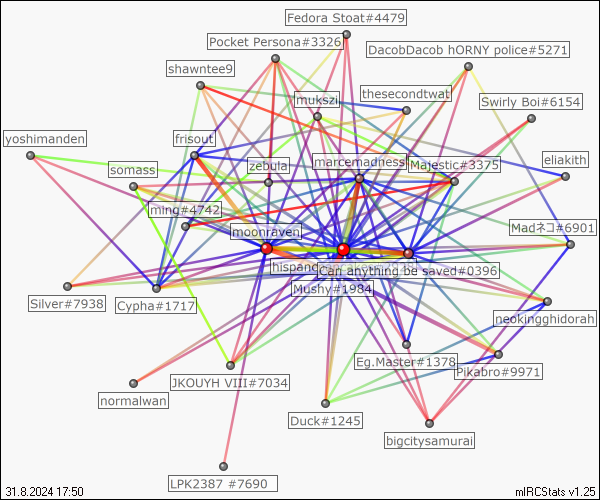 Fedora Stoat#4479
Pocket Persona#3326
DacobDacob hORNY police#5271
shawntee9
thesecondtwat
mukszi
Swirly Boi#6154
yoshimanden
frisout
marcemadness
Majestic#3375
eliakith
somass
zebula
ming#4742
moonraven
Madネコ#6901
Can anything be saved#0396
Mushy#1984
Silver#7938
Cypha#1717
neokingghidorah
Eg.Master#1378
Pikabro#9971
JKOUYH VIII#7034
normalwan
Duck#1245
bigcitysamurai
LPK2387 #7690
31.8.2024 17:50
mIRCStats v1.25